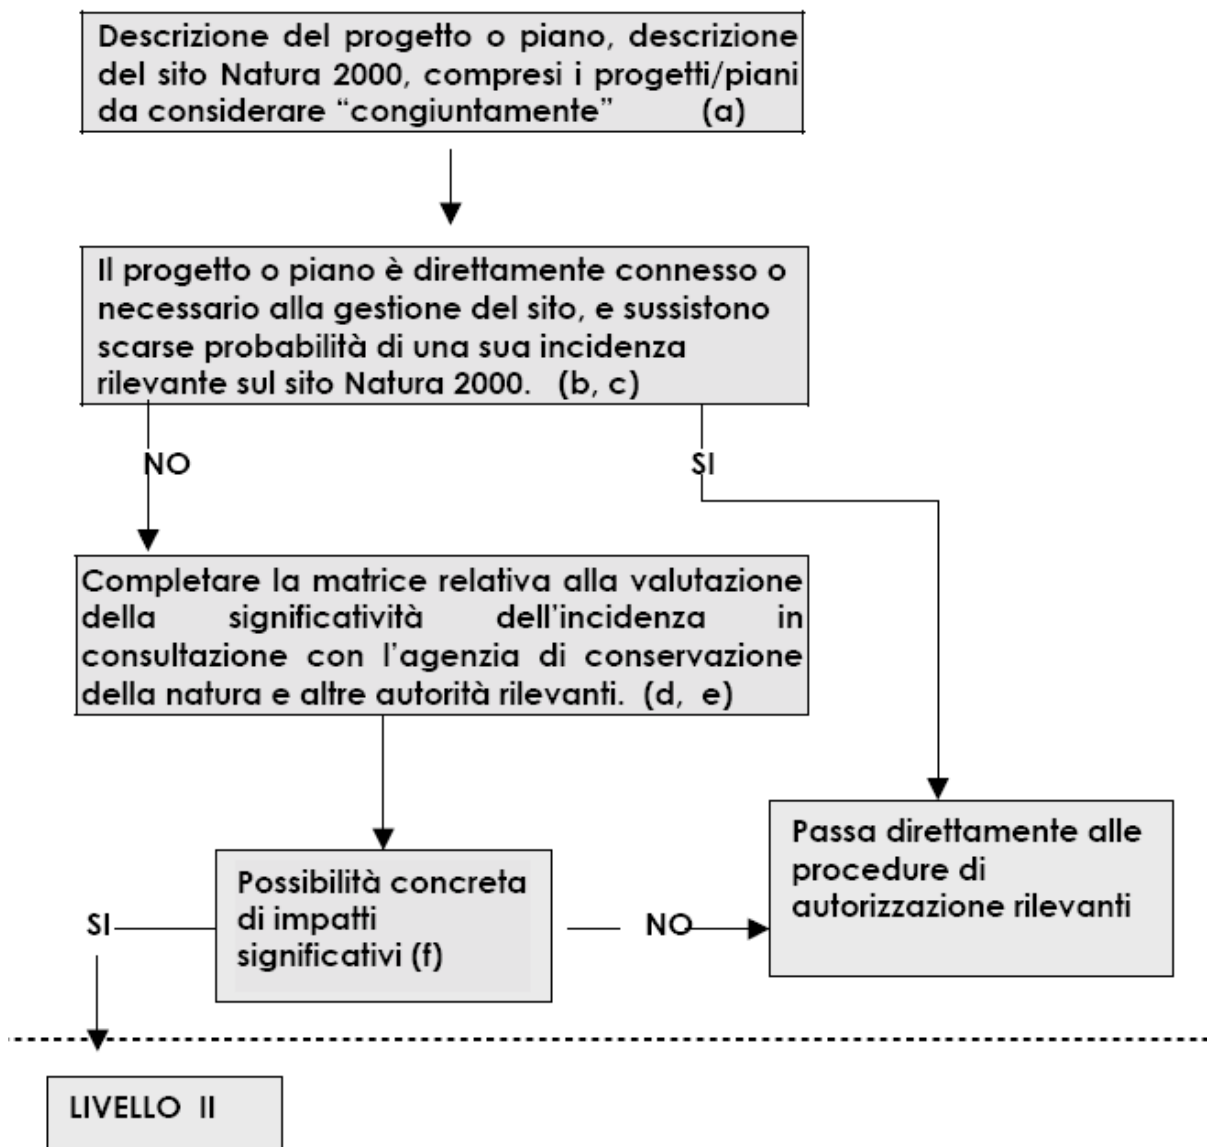 Descrizione del progetto o piano, descrizione
del sito Natura 2000, compresi i progetti/piani
da considerare “congiuntamente” (a)
Il progetto o piano è direttamente connesso o
necessario alla gestione del sito, e sussistono
scarse probabilità di una sua incidenza
rilevante sul sito Natura 2000. (b, c)
NO
SI
Completare la matrice relativa alla valutazione
della significatività dell’incidenza in
consultazione con l’agenzia di conservazione
della natura e altre autorità rilevanti. (d, e)
Passa direttamente alle
procedure di
autorizzazione rilevanti
Possibilità concreta
di impatti
significativi (f)
SI
NO
LIVELLO II